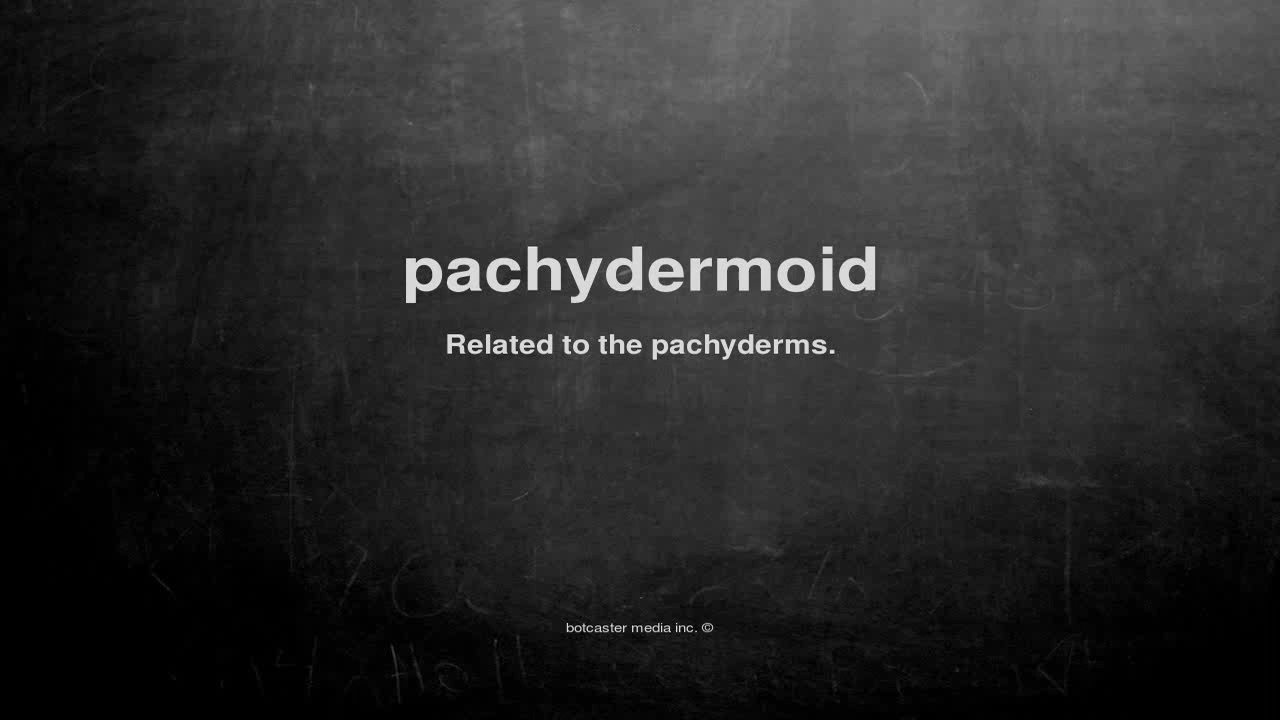 pachydermoid
Related to the pachyderms.
botcaster media inc. ©